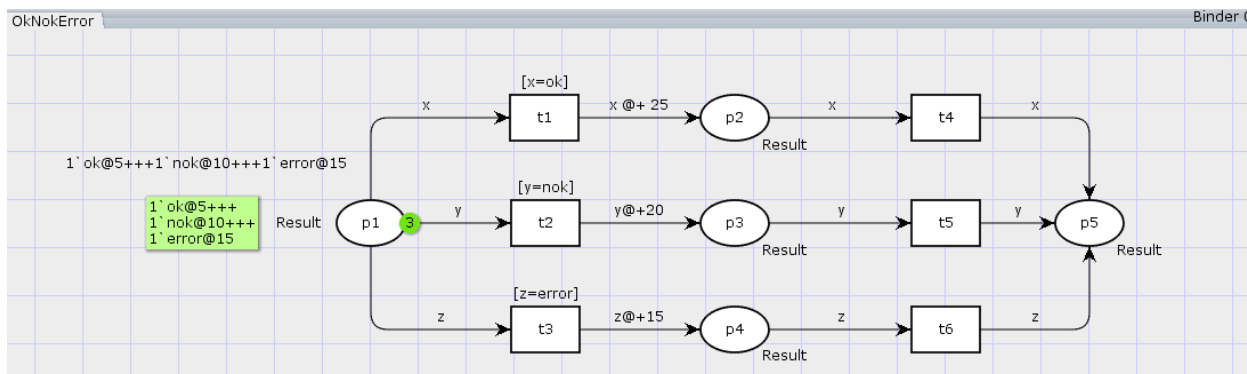 OkNokError
Binder 0
[x=ok]
x
t1
x @+ 25
p2
x
t4
x
Result
1`ok@5+++1`nok@10+++1`error@15
[y=nok]
1`ok@5+++
1`nok@10+++
1`error@15
Result
p1
3
y
t2
y@+20
p3
y
t5
y
p5
Result
Result
[z=error]
z
t3
z@+15
p4
z
t6
z
Result